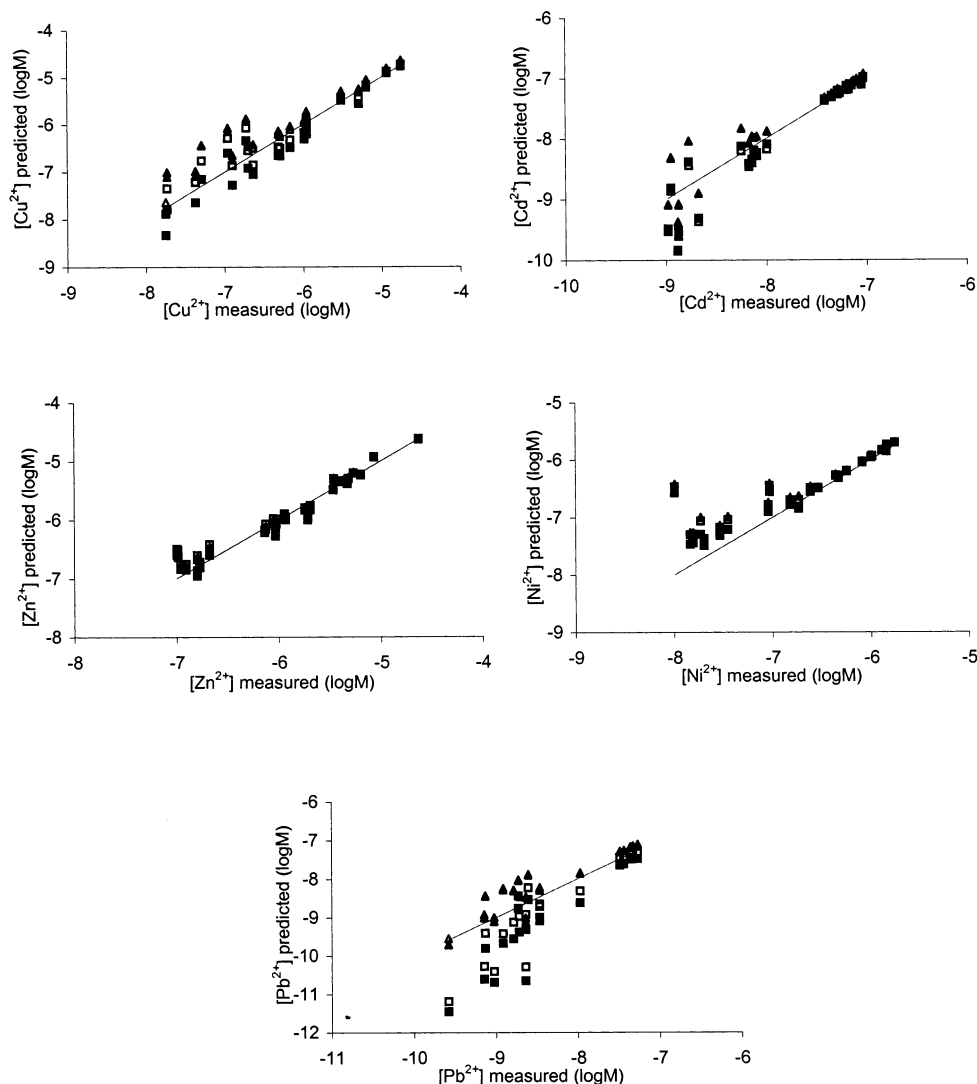 -4
-5
-6
-7
-8
-9
[Cu²⁺] predicted (logM)
-9 -8 -7 -6 -5 -4
[Cu²⁺] measured (logM)
-6
-7
-8
-9
-10
[Cd²⁺] predicted (logM)
-10 -9 -8 -7 -6
[Cd²⁺] measured (logM)
-4
-5
-6
-7
-8
[Zn²⁺] predicted (logM)
-8 -7 -6 -5 -4
[Zn²⁺] measured (logM)
-5
-6
-7
-8
-9
[Ni²⁺] predicted (logM)
-9 -8 -7 -6 -5
[Ni²⁺] measured (logM)
-6
-7
-8
-9
-10
-11
-12
[Pb²⁺] predicted (logM)
-11 -10 -9 -8 -7 -6
[Pb²⁺] measured (logM)